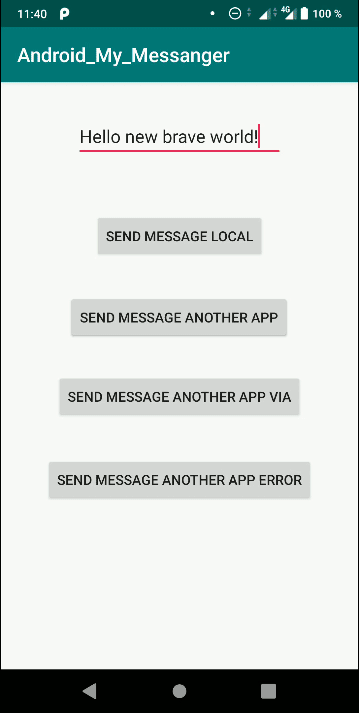 11:40 4G 100 %
Android_My_Messanger
Hello new brave world!
SEND MESSAGE LOCAL
SEND MESSAGE ANOTHER APP
SEND MESSAGE ANOTHER APP VIA
SEND MESSAGE ANOTHER APP ERROR